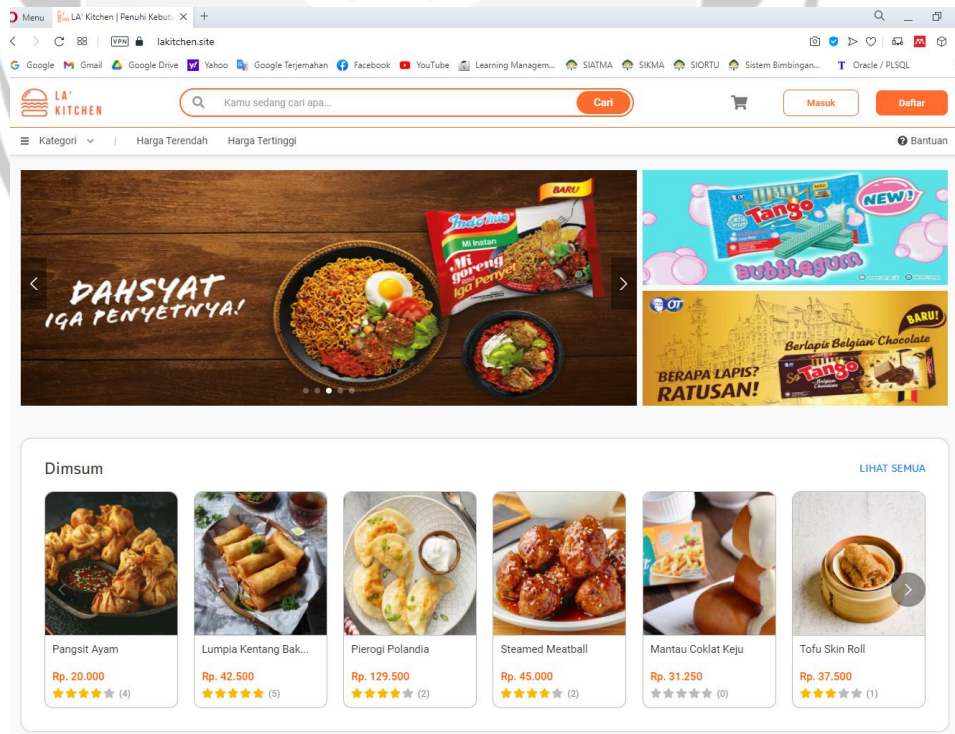 Menu LA' Kitchen | Penuhi Kebutu X +
VPN lakitchen.site
Google Gmail Google Drive Yahoo Google Terjemahan Facebook YouTube Learning Managem... SIATMA SIKMA SIORTU Sistem Bimbingan... Oracle / PLSQL
LA'
KITCHEN
Kamu sedang cari apa...
Cari
Masuk
Daftar
Kategori | Harga Terendah Harga Tertinggi
Bantuan
DAHSYAT
IGA PENYETNYA!
BARU
Indomie
Mi Instan
Mi
goreng
Iga Penyet
Tango
NEW!
Bubblegum
OT
BARU!
Berlapis Belgian Chocolate
BERAPA LAPIS?
RATUSAN!
So Tango
Belgian
Chocolate
Dimsum
LIHAT SEMUA
Pangsit Ayam
Rp. 20.000
(4)
Lumpia Kentang Bak...
Rp. 42.500
(5)
Pierogi Polandia
Rp. 129.500
(2)
Steamed Meatball
Rp. 45.000
(2)
Mantau Coklat Keju
Rp. 31.250
(0)
Tofu Skin Roll
Rp. 37.500
(1)